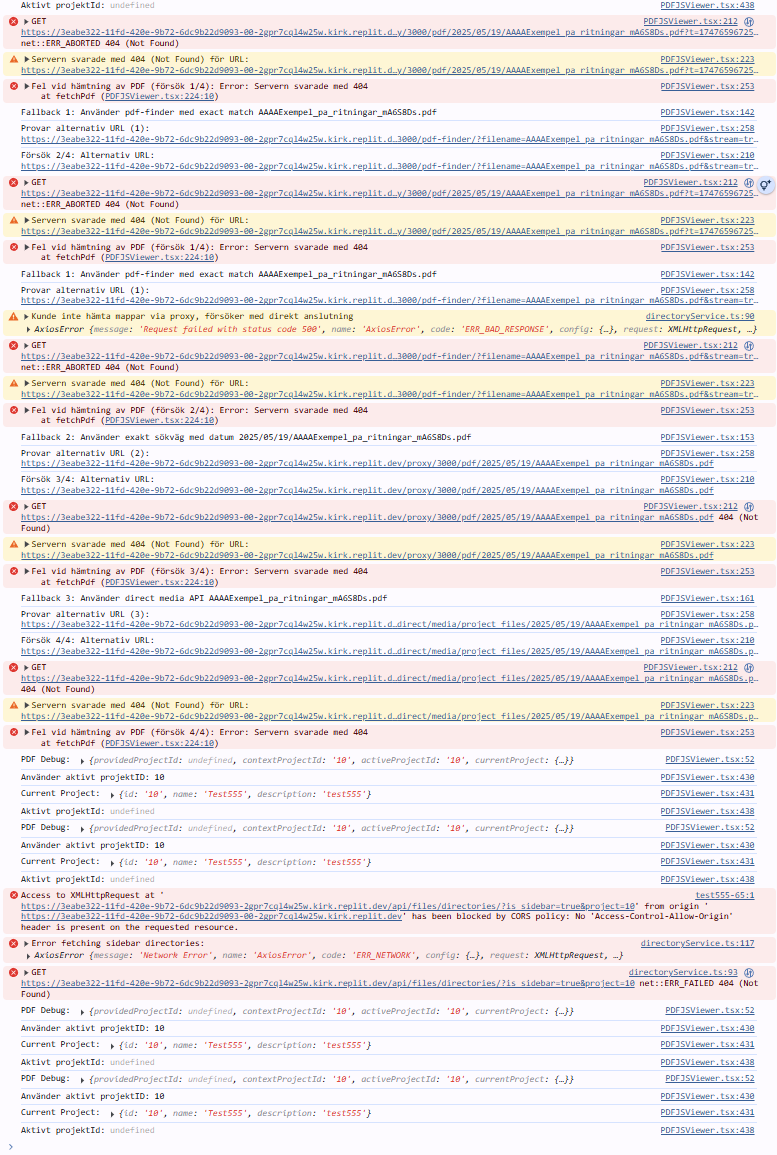 Aktivt projektId: undefined PDFJSViewer.tsx:438
GET PDFJSViewer.tsx:212
https://3eabe322-11fd-420e-9b72-6dc9b22d9093-00-2gpr7cql4w25w.kirk.replit.d…y/3000/pdf/2025/05/19/AAAAExempel_pa_ritningar_mA6S8Ds.pdf?t=17476596725…
net::ERR_ABORTED 404 (Not Found)
Servern svarade med 404 (Not Found) för URL: PDFJSViewer.tsx:223
https://3eabe322-11fd-420e-9b72-6dc9b22d9093-00-2gpr7cql4w25w.kirk.replit.d…y/3000/pdf/2025/05/19/AAAAExempel_pa_ritningar_mA6S8Ds.pdf?t=17476596725…
Fel vid hämtning av PDF (försök 1/4): Error: Servern svarade med 404 PDFJSViewer.tsx:253
at fetchPdf (PDFJSViewer.tsx:224:10)
Fallback 1: Använder pdf-finder med exact match AAAAExempel_pa_ritningar_mA6S8Ds.pdf PDFJSViewer.tsx:142
Provar alternativ URL (1): PDFJSViewer.tsx:258
https://3eabe322-11fd-420e-9b72-6dc9b22d9093-00-2gpr7cql4w25w.kirk.replit.d…3000/pdf-finder/?filename=AAAAExempel_pa_ritningar_mA6S8Ds.pdf&stream=tr…
Försök 2/4: Alternativ URL: PDFJSViewer.tsx:210
https://3eabe322-11fd-420e-9b72-6dc9b22d9093-00-2gpr7cql4w25w.kirk.replit.d…3000/pdf-finder/?filename=AAAAExempel_pa_ritningar_mA6S8Ds.pdf&stream=tr…
GET PDFJSViewer.tsx:212
https://3eabe322-11fd-420e-9b72-6dc9b22d9093-00-2gpr7cql4w25w.kirk.replit.d…y/3000/pdf/2025/05/19/AAAAExempel_pa_ritningar_mA6S8Ds.pdf?t=17476596725…
net::ERR_ABORTED 404 (Not Found)
Servern svarade med 404 (Not Found) för URL: PDFJSViewer.tsx:223
https://3eabe322-11fd-420e-9b72-6dc9b22d9093-00-2gpr7cql4w25w.kirk.replit.d…y/3000/pdf/2025/05/19/AAAAExempel_pa_ritningar_mA6S8Ds.pdf?t=17476596725…
Fel vid hämtning av PDF (försök 1/4): Error: Servern svarade med 404 PDFJSViewer.tsx:253
at fetchPdf (PDFJSViewer.tsx:224:10)
Fallback 1: Använder pdf-finder med exact match AAAAExempel_pa_ritningar_mA6S8Ds.pdf PDFJSViewer.tsx:142
Provar alternativ URL (1): PDFJSViewer.tsx:258
https://3eabe322-11fd-420e-9b72-6dc9b22d9093-00-2gpr7cql4w25w.kirk.replit.d…3000/pdf-finder/?filename=AAAAExempel_pa_ritningar_mA6S8Ds.pdf&stream=tr…
Kunde inte hämta mappar via proxy, försöker med direkt anslutning directoryService.ts:90
AxiosError {message: 'Request failed with status code 500', name: 'AxiosError', code: 'ERR_BAD_RESPONSE', config: {…}, request: XMLHttpRequest, …}
GET PDFJSViewer.tsx:212
https://3eabe322-11fd-420e-9b72-6dc9b22d9093-00-2gpr7cql4w25w.kirk.replit.d…3000/pdf-finder/?filename=AAAAExempel_pa_ritningar_mA6S8Ds.pdf&stream=tr…
net::ERR_ABORTED 404 (Not Found)
Servern svarade med 404 (Not Found) för URL: PDFJSViewer.tsx:223
https://3eabe322-11fd-420e-9b72-6dc9b22d9093-00-2gpr7cql4w25w.kirk.replit.d…3000/pdf-finder/?filename=AAAAExempel_pa_ritningar_mA6S8Ds.pdf&stream=tr…
Fel vid hämtning av PDF (försök 2/4): Error: Servern svarade med 404 PDFJSViewer.tsx:253
at fetchPdf (PDFJSViewer.tsx:224:10)
Fallback 2: Använder exakt sökväg med datum 2025/05/19/AAAAExempel_pa_ritningar_mA6S8Ds.pdf PDFJSViewer.tsx:153
Provar alternativ URL (2): PDFJSViewer.tsx:258
https://3eabe322-11fd-420e-9b72-6dc9b22d9093-00-2gpr7cql4w25w.kirk.replit.dev/proxy/3000/pdf/2025/05/19/AAAAExempel_pa_ritningar_mA6S8Ds.pdf
Försök 3/4: Alternativ URL: PDFJSViewer.tsx:210
https://3eabe322-11fd-420e-9b72-6dc9b22d9093-00-2gpr7cql4w25w.kirk.replit.dev/proxy/3000/pdf/2025/05/19/AAAAExempel_pa_ritningar_mA6S8Ds.pdf
GET PDFJSViewer.tsx:212
https://3eabe322-11fd-420e-9b72-6dc9b22d9093-00-2gpr7cql4w25w.kirk.replit.dev/proxy/3000/pdf/2025/05/19/AAAAExempel_pa_ritningar_mA6S8Ds.pdf 404 (Not
Found)
Servern svarade med 404 (Not Found) för URL: PDFJSViewer.tsx:223
https://3eabe322-11fd-420e-9b72-6dc9b22d9093-00-2gpr7cql4w25w.kirk.replit.dev/proxy/3000/pdf/2025/05/19/AAAAExempel_pa_ritningar_mA6S8Ds.pdf
Fel vid hämtning av PDF (försök 3/4): Error: Servern svarade med 404 PDFJSViewer.tsx:253
at fetchPdf (PDFJSViewer.tsx:224:10)
Fallback 3: Använder direct media API AAAAExempel_pa_ritningar_mA6S8Ds.pdf PDFJSViewer.tsx:161
Provar alternativ URL (3): PDFJSViewer.tsx:258
https://3eabe322-11fd-420e-9b72-6dc9b22d9093-00-2gpr7cql4w25w.kirk.replit.d…direct/media/project_files/2025/05/19/AAAAExempel_pa_ritningar_mA6S8Ds.p…
Försök 4/4: Alternativ URL: PDFJSViewer.tsx:210
https://3eabe322-11fd-420e-9b72-6dc9b22d9093-00-2gpr7cql4w25w.kirk.replit.d…direct/media/project_files/2025/05/19/AAAAExempel_pa_ritningar_mA6S8Ds.p…
GET PDFJSViewer.tsx:212
https://3eabe322-11fd-420e-9b72-6dc9b22d9093-00-2gpr7cql4w25w.kirk.replit.d…direct/media/project_files/2025/05/19/AAAAExempel_pa_ritningar_mA6S8Ds.p…
404 (Not Found)
Servern svarade med 404 (Not Found) för URL: PDFJSViewer.tsx:223
https://3eabe322-11fd-420e-9b72-6dc9b22d9093-00-2gpr7cql4w25w.kirk.replit.d…direct/media/project_files/2025/05/19/AAAAExempel_pa_ritningar_mA6S8Ds.p…
Fel vid hämtning av PDF (försök 4/4): Error: Servern svarade med 404 PDFJSViewer.tsx:253
at fetchPdf (PDFJSViewer.tsx:224:10)
PDF Debug: {providedProjectId: undefined, contextProjectId: '10', activeProjectId: '10', currentProject: {…}} PDFJSViewer.tsx:52
Använder aktivt projektID: 10 PDFJSViewer.tsx:430
Current Project: {id: '10', name: 'Test555', description: 'test555'} PDFJSViewer.tsx:431
Aktivt projektId: undefined PDFJSViewer.tsx:438
PDF Debug: {providedProjectId: undefined, contextProjectId: '10', activeProjectId: '10', currentProject: {…}} PDFJSViewer.tsx:52
Använder aktivt projektID: 10 PDFJSViewer.tsx:430
Current Project: {id: '10', name: 'Test555', description: 'test555'} PDFJSViewer.tsx:431
Aktivt projektId: undefined PDFJSViewer.tsx:438
Access to XMLHttpRequest at ' test555-65:1
https://3eabe322-11fd-420e-9b72-6dc9b22d9093-00-2gpr7cql4w25w.kirk.replit.dev/api/files/directories/?is_sidebar=true&project=10' from origin '
https://3eabe322-11fd-420e-9b72-6dc9b22d9093-00-2gpr7cql4w25w.kirk.replit.dev' has been blocked by CORS policy: No 'Access-Control-Allow-Origin'
header is present on the requested resource.
Error fetching sidebar directories: directoryService.ts:117
AxiosError {message: 'Network Error', name: 'AxiosError', code: 'ERR_NETWORK', config: {…}, request: XMLHttpRequest, …}
GET directoryService.ts:93
https://3eabe322-11fd-420e-9b72-6dc9b22d9093-00-2gpr7cql4w25w.kirk.replit.dev/api/files/directories/?is_sidebar=true&project=10 net::ERR_FAILED 404 (Not
Found)
PDF Debug: {providedProjectId: undefined, contextProjectId: '10', activeProjectId: '10', currentProject: {…}} PDFJSViewer.tsx:52
Använder aktivt projektID: 10 PDFJSViewer.tsx:430
Current Project: {id: '10', name: 'Test555', description: 'test555'} PDFJSViewer.tsx:431
Aktivt projektId: undefined PDFJSViewer.tsx:438
PDF Debug: {providedProjectId: undefined, contextProjectId: '10', activeProjectId: '10', currentProject: {…}} PDFJSViewer.tsx:52
Använder aktivt projektID: 10 PDFJSViewer.tsx:430
Current Project: {id: '10', name: 'Test555', description: 'test555'} PDFJSViewer.tsx:431
Aktivt projektId: undefined PDFJSViewer.tsx:438